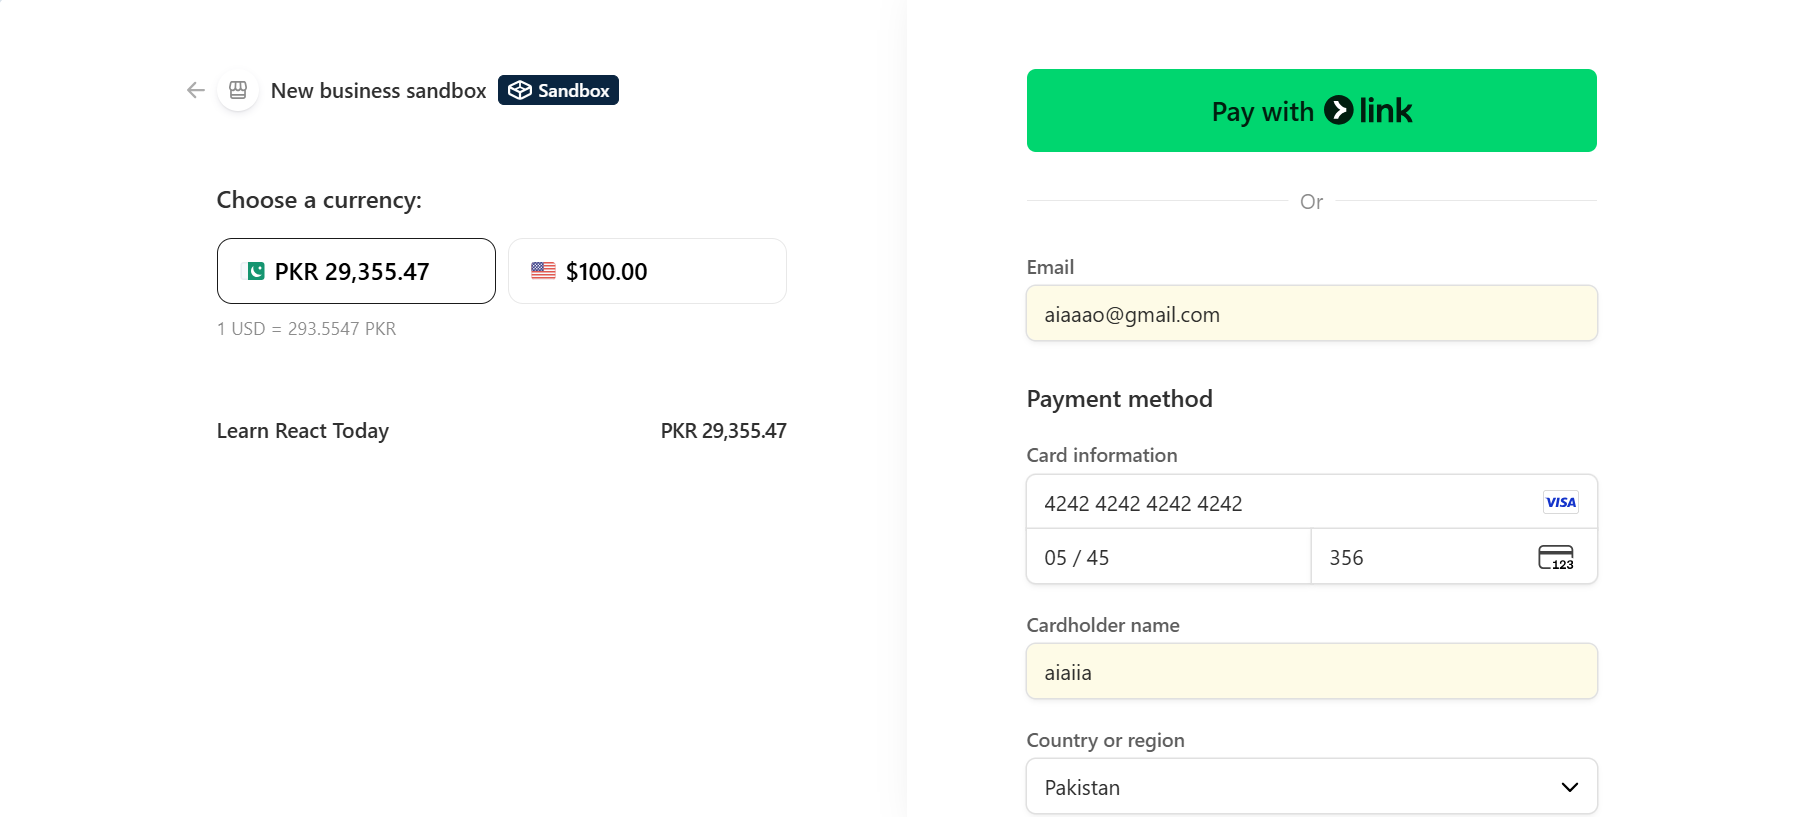 New business sandbox Sandbox
Choose a currency:
PKR 29,355.47 $100.00
1 USD = 293.5547 PKR
Learn React Today PKR 29,355.47
Pay with link
Or
Email
aiaaao@gmail.com
Payment method
Card information
4242 4242 4242 4242 VISA
05 / 45 356 123
Cardholder name
aiaiia
Country or region
Pakistan